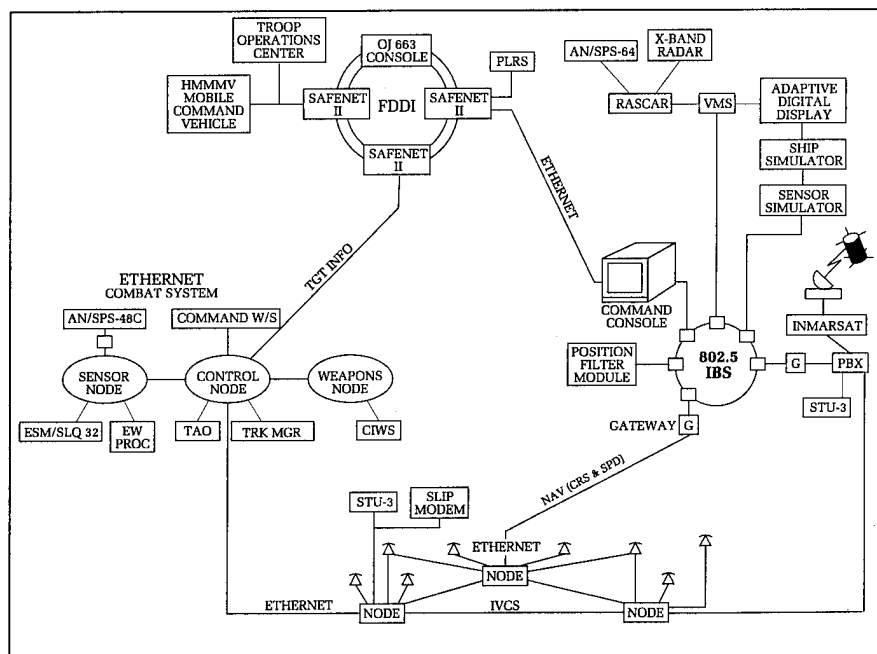 TROOP
OPERATIONS
CENTER
OJ 663
CONSOLE
PLRS
AN/SPS-64
X-BAND
RADAR
HMMMV
MOBILE
COMMAND
VEHICLE
SAFENET
II
FDDI
SAFENET
II
SAFENET
II
RASCAR
VMS
ADAPTIVE
DIGITAL
DISPLAY
SHIP
SIMULATOR
SENSOR
SIMULATOR
ETHERNET
TGT INFO
ETHERNET
COMBAT SYSTEM
AN/SPS-48C
COMMAND W/S
COMMAND
CONSOLE
INMARSAT
SENSOR
NODE
CONTROL
NODE
WEAPONS
NODE
POSITION
FILTER
MODULE
802.5
IBS
G
PBX
STU-3
ESM/SLQ 32
EW
PROC
TAO
TRK MGR
CIWS
GATEWAY
G
NAV (CRS & SPD)
STU-3
SLIP
MODEM
ETHERNET
NODE
ETHERNET
NODE
IVCS
NODE